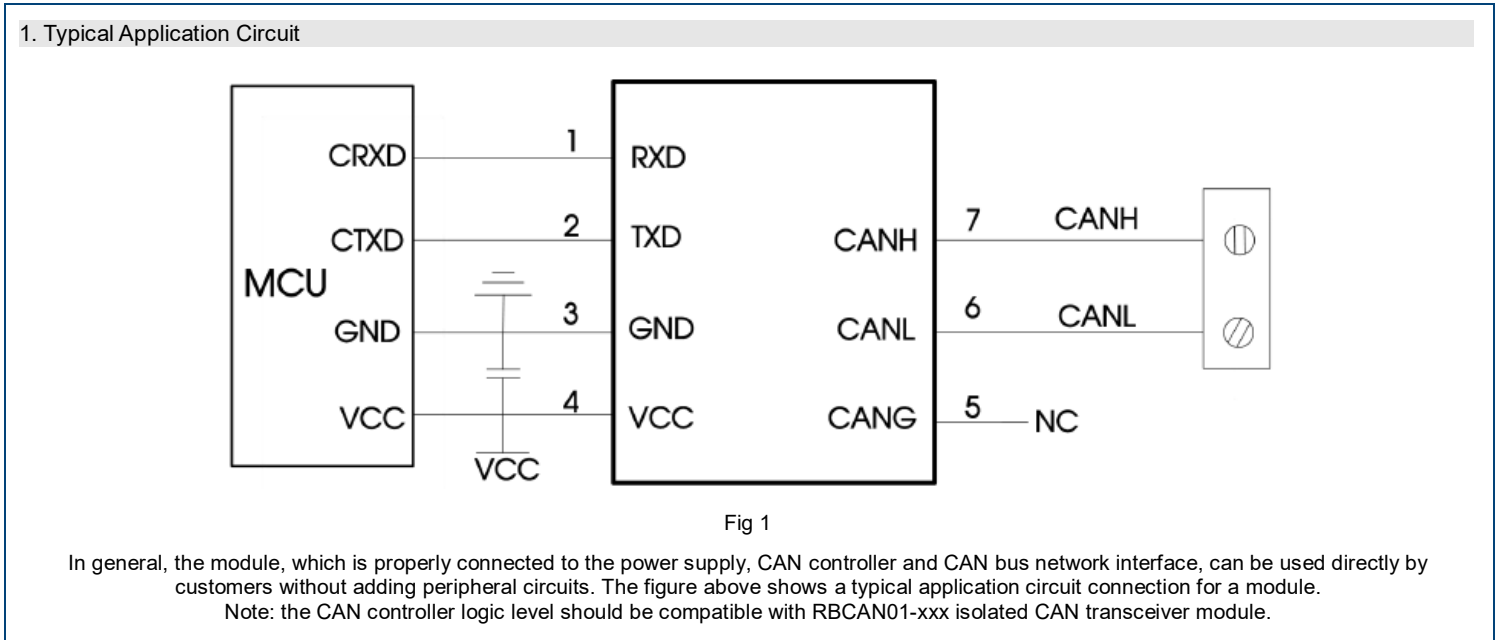 1. Typical Application Circuit
CRXD
1
RXD
CTXD
2
TXD
CANH
7
CANH
MCU
GND
3
GND
CANL
6
CANL
VCC
4
VCC
CANG
5
NC
VCC
Fig 1
In general, the module, which is properly connected to the power supply, CAN controller and CAN bus network interface, can be used directly by
customers without adding peripheral circuits. The figure above shows a typical application circuit connection for a module.
Note: the CAN controller logic level should be compatible with RBCAN01-xxx isolated CAN transceiver module.